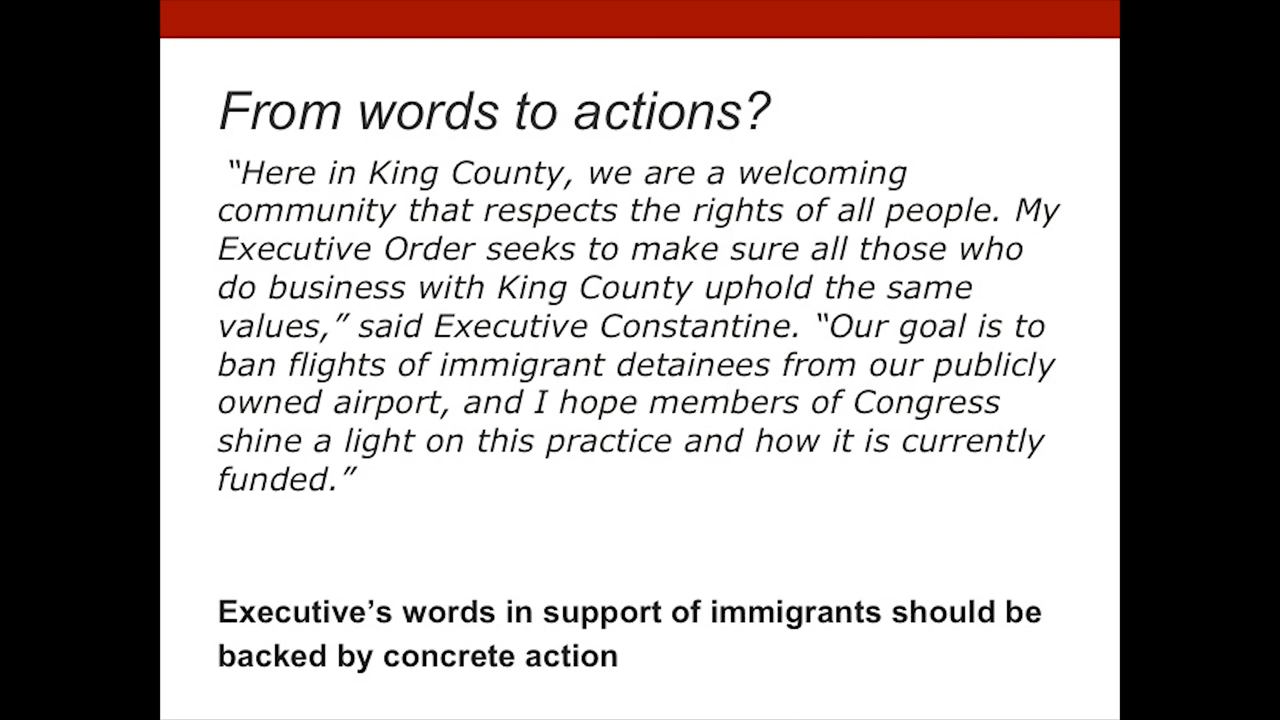 From words to actions?
“Here in King County, we are a welcoming
community that respects the rights of all people. My
Executive Order seeks to make sure all those who
do business with King County uphold the same
values,” said Executive Constantine. “Our goal is to
ban flights of immigrant detainees from our publicly
owned airport, and I hope members of Congress
shine a light on this practice and how it is currently
funded.”
Executive’s words in support of immigrants should be
backed by concrete action